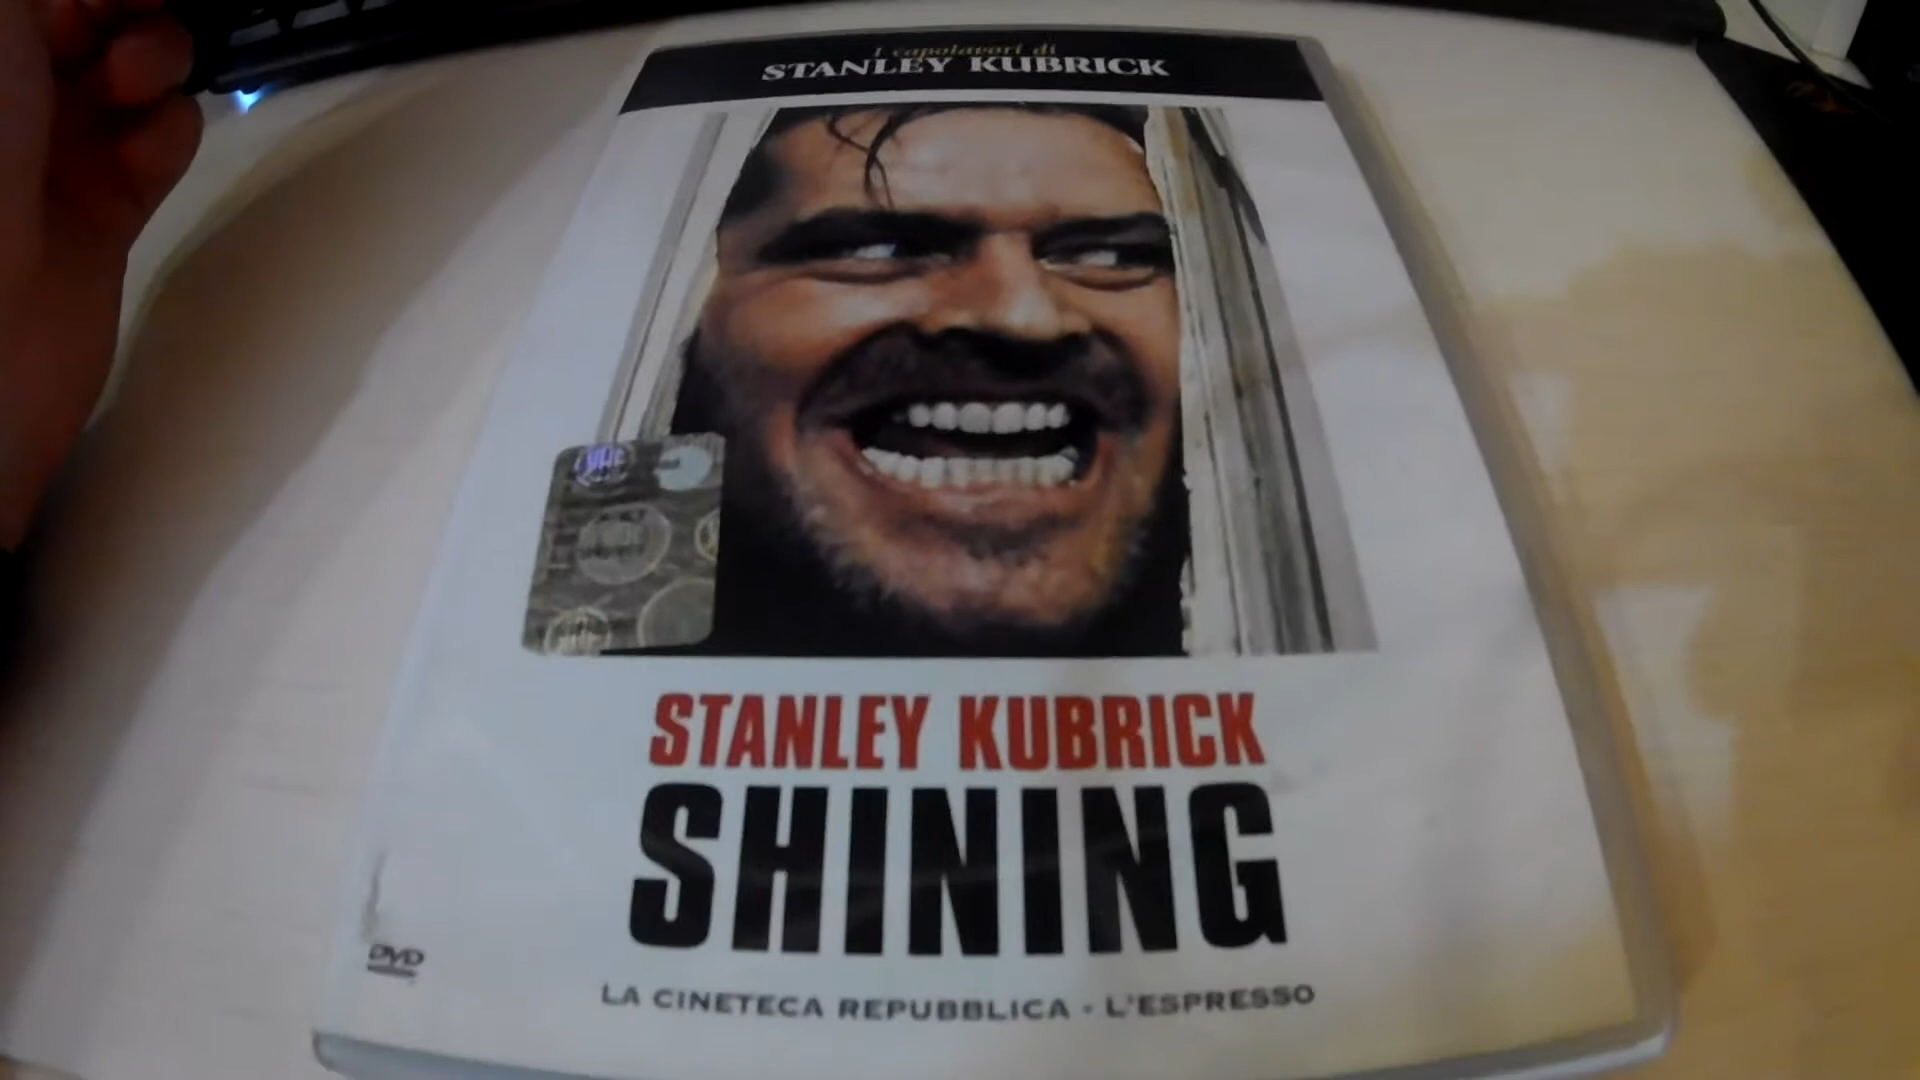 I capolavori di
STANLEY KUBRICK
STANLEY KUBRICK
SHINING
DVD
LA CINETECA REPUBBLICA - L'ESPRESSO